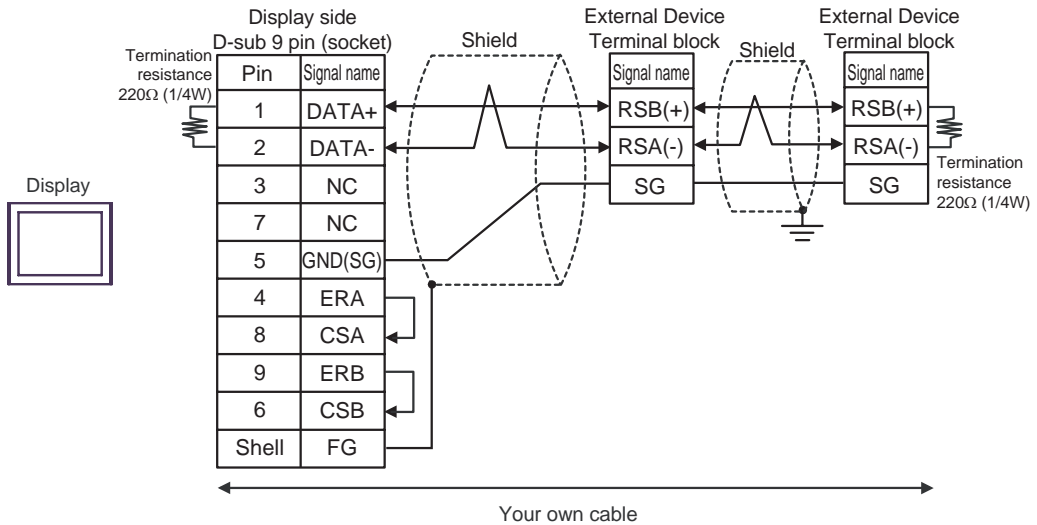 Display side
D-sub 9 pin (socket)
Shield
External Device
Terminal block
Shield
External Device
Terminal block
Termination
resistance
220Ω (1/4W)
Pin Signal name
1 DATA+
2 DATA-
3 NC
7 NC
5 GND(SG)
4 ERA
8 CSA
9 ERB
6 CSB
Shell FG
Signal name
RSB(+)
RSA(-)
SG
Signal name
RSB(+)
RSA(-)
SG
Termination
resistance
220Ω (1/4W)
Display
Your own cable